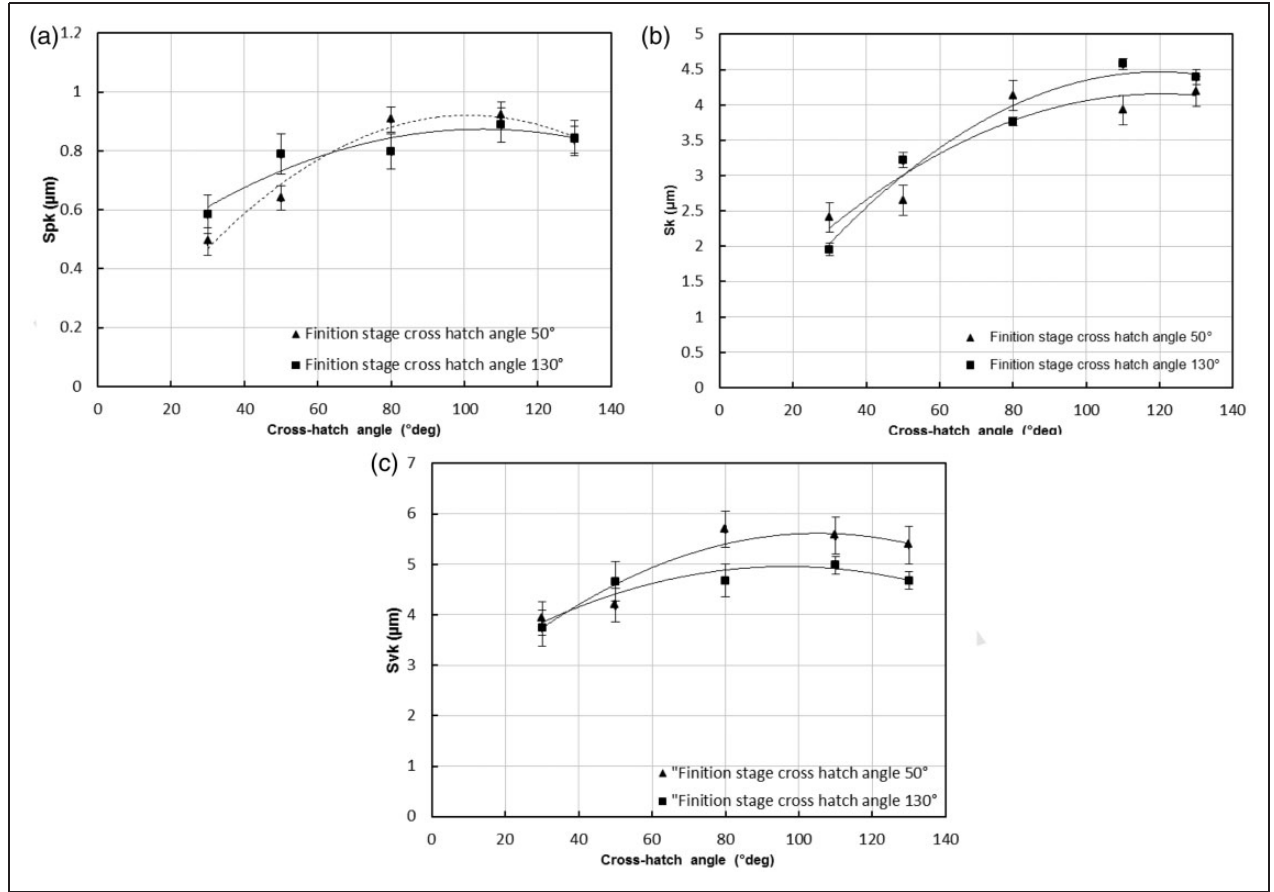 (a)
1.2
1
0.8
0.6
0.4
0.2
0
Spk (µm)
▲ Finition stage cross hatch angle 50°
■ Finition stage cross hatch angle 130°
0 20 40 60 80 100 120 140
Cross-hatch angle (°deg)
(b)
5
4.5
4
3.5
3
2.5
2
1.5
1
0.5
0
Sk (µm)
▲ Finition stage cross hatch angle 50°
■ Finition stage cross hatch angle 130°
0 20 40 60 80 100 120 140
Cross-hatch angle (°deg)
(c)
7
6
5
4
3
2
1
0
Svk (µm)
▲ "Finition stage cross hatch angle 50°
■ "Finition stage cross hatch angle 130°
0 20 40 60 80 100 120 140
Cross-hatch angle (°deg)